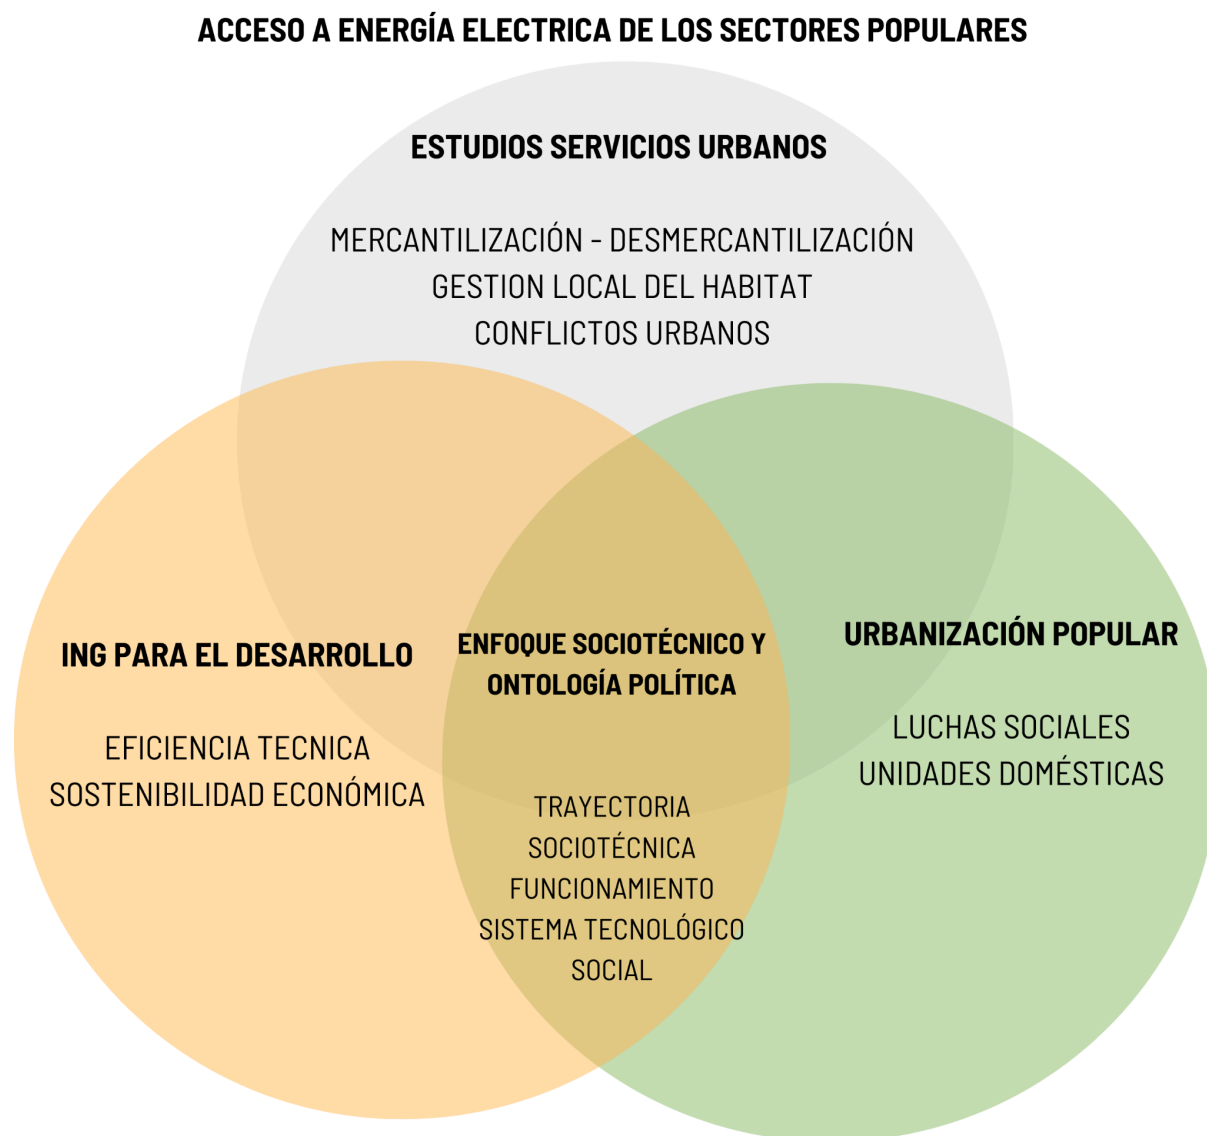 ACCESO A ENERGÍA ELECTRICA DE LOS SECTORES POPULARES
ESTUDIOS SERVICIOS URBANOS
MERCANTILIZACIÓN - DESMERCANTILIZACIÓN
GESTION LOCAL DEL HABITAT
CONFLICTOS URBANOS
ING PARA EL DESARROLLO
EFICIENCIA TECNICA
SOSTENIBILIDAD ECONÓMICA
ENFOQUE SOCIOTÉCNICO Y
ONTOLOGÍA POLÍTICA
TRAYECTORIA
SOCIOTÉCNICA
FUNCIONAMIENTO
SISTEMA TECNOLÓGICO
SOCIAL
URBANIZACIÓN POPULAR
LUCHAS SOCIALES
UNIDADES DOMÉSTICAS